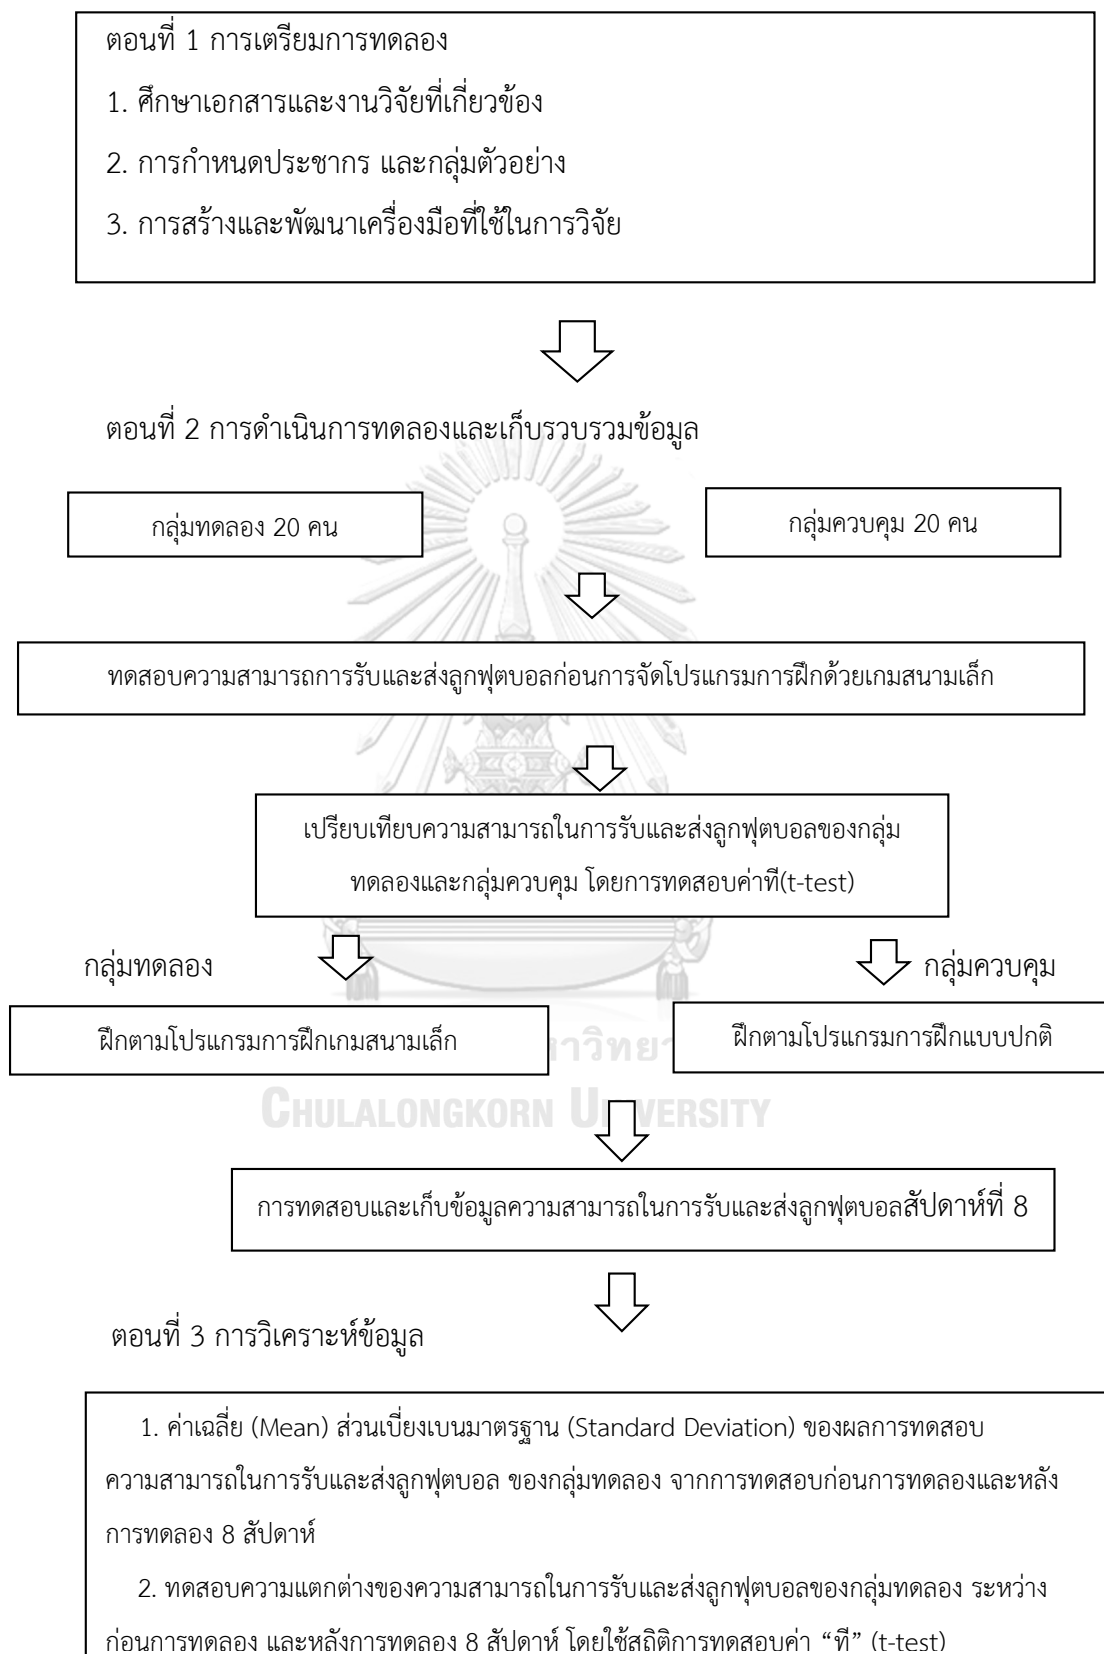 ตอนที่ 1 การเตรียมการทดลอง
1. ศึกษาเอกสารและงานวิจัยที่เกี่ยวข้อง
2. การกำหนดประชากร และกลุ่มตัวอย่าง
3. การสร้างและพัฒนาเครื่องมือที่ใช้ในการวิจัย
ตอนที่ 2 การดำเนินการทดลองและเก็บรวบรวมข้อมูล
กลุ่มทดลอง 20 คน
กลุ่มควบคุม 20 คน
ทดสอบความสามารถการรับและส่งลูกฟุตบอลก่อนการจัดโปรแกรมการฝึกด้วยเกมสนามเล็ก
เปรียบเทียบความสามารถในการรับและส่งลูกฟุตบอลของกลุ่ม
ทดลองและกลุ่มควบคุม โดยการทดสอบค่าที(t-test)
กลุ่มทดลอง
กลุ่มควบคุม
ฝึกตามโปรแกรมการฝึกเกมสนามเล็ก
ฝึกตามโปรแกรมการฝึกแบบปกติ
CHULALONGKORN UNIVERSITY
การทดสอบและเก็บข้อมูลความสามารถในการรับและส่งลูกฟุตบอลสัปดาห์ที่ 8
ตอนที่ 3 การวิเคราะห์ข้อมูล
1. ค่าเฉลี่ย (Mean) ส่วนเบี่ยงเบนมาตรฐาน (Standard Deviation) ของผลการทดสอบ
ความสามารถในการรับและส่งลูกฟุตบอล ของกลุ่มทดลอง จากการทดสอบก่อนการทดลองและหลัง
การทดลอง 8 สัปดาห์
2. ทดสอบความแตกต่างของความสามารถในการรับและส่งลูกฟุตบอลของกลุ่มทดลอง ระหว่าง
ก่อนการทดลอง และหลังการทดลอง 8 สัปดาห์ โดยใช้สถิติการทดสอบค่า “ที” (t-test)